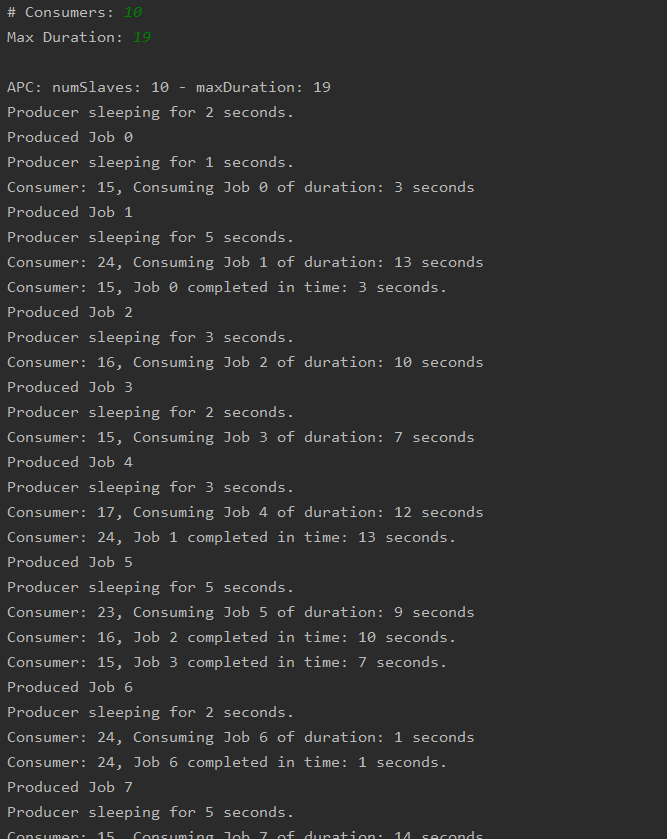 # Consumers: 10
Max Duration: 19
APC: numSlaves: 10 - maxDuration: 19
Producer sleeping for 2 seconds.
Produced Job 0
Producer sleeping for 1 seconds.
Consumer: 15, Consuming Job 0 of duration: 3 seconds
Produced Job 1
Producer sleeping for 5 seconds.
Consumer: 24, Consuming Job 1 of duration: 13 seconds
Consumer: 15, Job 0 completed in time: 3 seconds.
Produced Job 2
Producer sleeping for 3 seconds.
Consumer: 16, Consuming Job 2 of duration: 10 seconds
Produced Job 3
Producer sleeping for 2 seconds.
Consumer: 15, Consuming Job 3 of duration: 7 seconds
Produced Job 4
Producer sleeping for 3 seconds.
Consumer: 17, Consuming Job 4 of duration: 12 seconds
Consumer: 24, Job 1 completed in time: 13 seconds.
Produced Job 5
Producer sleeping for 5 seconds.
Consumer: 23, Consuming Job 5 of duration: 9 seconds
Consumer: 16, Job 2 completed in time: 10 seconds.
Consumer: 15, Job 3 completed in time: 7 seconds.
Produced Job 6
Producer sleeping for 2 seconds.
Consumer: 24, Consuming Job 6 of duration: 1 seconds
Consumer: 24, Job 6 completed in time: 1 seconds.
Produced Job 7
Producer sleeping for 5 seconds.
Consumer: 15, Consuming Job 7 of duration: 14 seconds